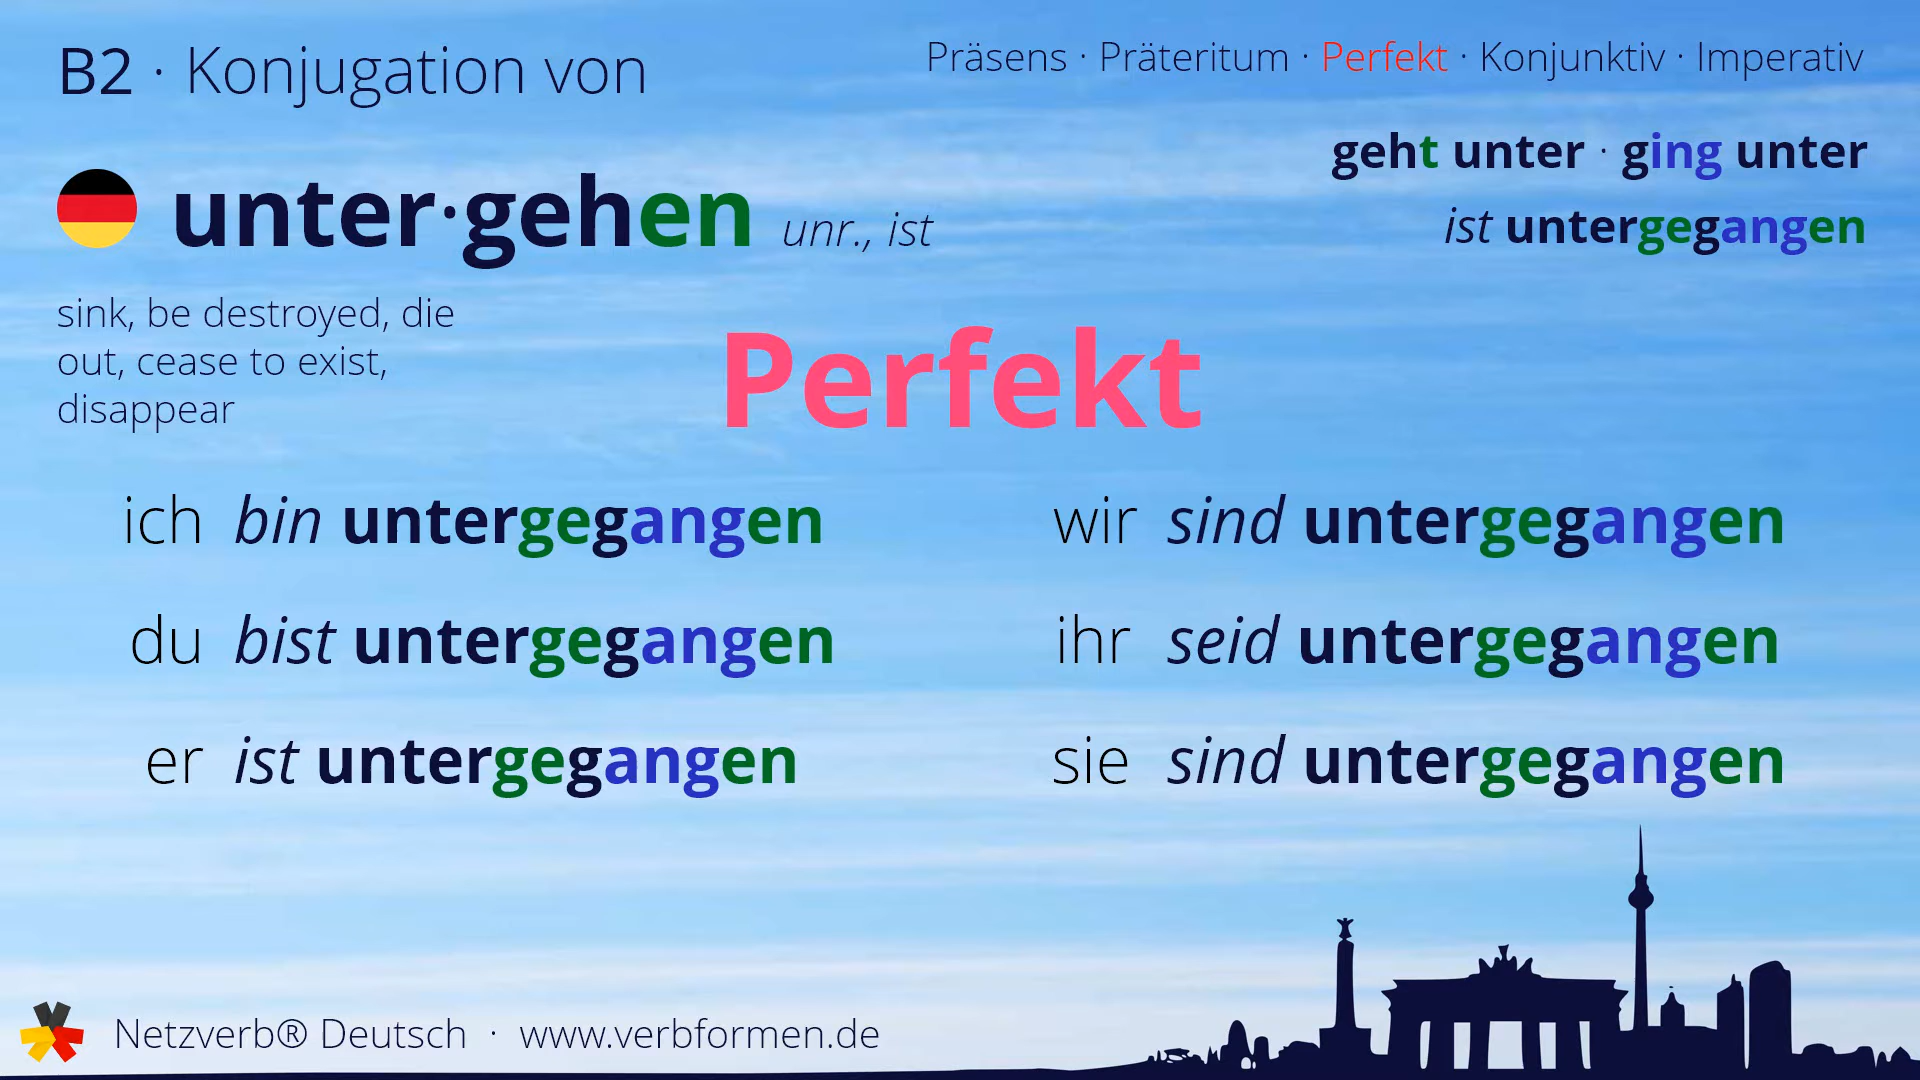 B2 · Konjugation von
Präsens · Präteritum · Perfekt · Konjunktiv · Imperativ
unter·gehen unr., ist
geht unter · ging unter
ist untergegangen
sink, be destroyed, die
out, cease to exist,
disappear
Perfekt
ich bin untergegangen
du bist untergegangen
er ist untergegangen
wir sind untergegangen
ihr seid untergegangen
sie sind untergegangen
Netzverb® Deutsch · www.verbformen.de